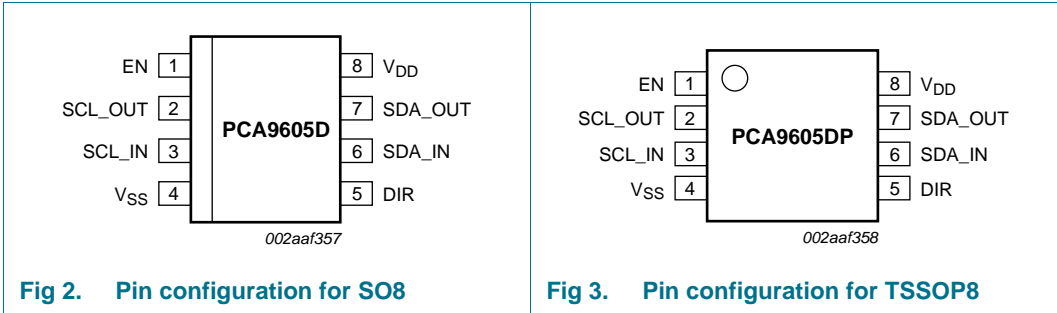 EN 1
SCL_OUT 2
SCL_IN 3
VSS 4
PCA9605D
8 VDD
7 SDA_OUT
6 SDA_IN
5 DIR
002aaf357
Fig 2. Pin configuration for SO8
EN 1
SCL_OUT 2
SCL_IN 3
VSS 4
PCA9605DP
8 VDD
7 SDA_OUT
6 SDA_IN
5 DIR
002aaf358
Fig 3. Pin configuration for TSSOP8